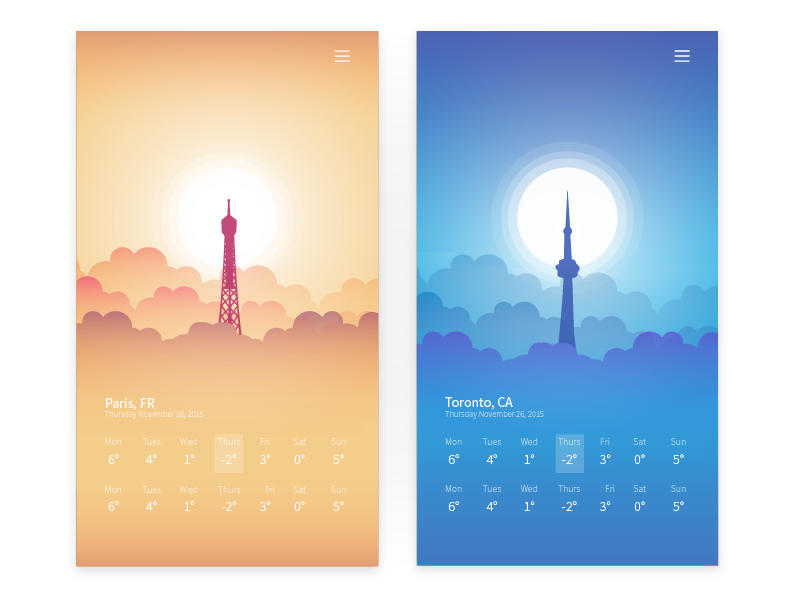 Paris, FR
Thursday November 26, 2015
Mon Tues Wed Thurs Fri Sat Sun
6° 4° 1° -2° 3° 0° 5°
Mon Tues Wed Thurs Fri Sat Sun
6° 4° 1° -2° 3° 0° 5°
Toronto, CA
Thursday November 26, 2015
Mon Tues Wed Thurs Fri Sat Sun
6° 4° 1° -2° 3° 0° 5°
Mon Tues Wed Thurs Fri Sat Sun
6° 4° 1° -2° 3° 0° 5°